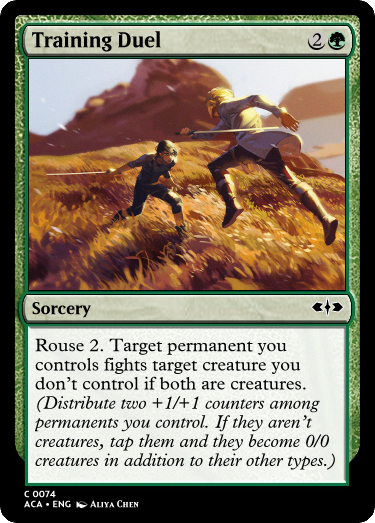 Training Duel 2
Sorcery
Rouse 2. Target permanent you
controls fights target creature you
don't control if both are creatures.
(Distribute two +1/+1 counters among
permanents you control. If they aren't
creatures, tap them and they become 0/0
creatures in addition to their other types.)
C 0074
ACA • ENG Aliya Chen